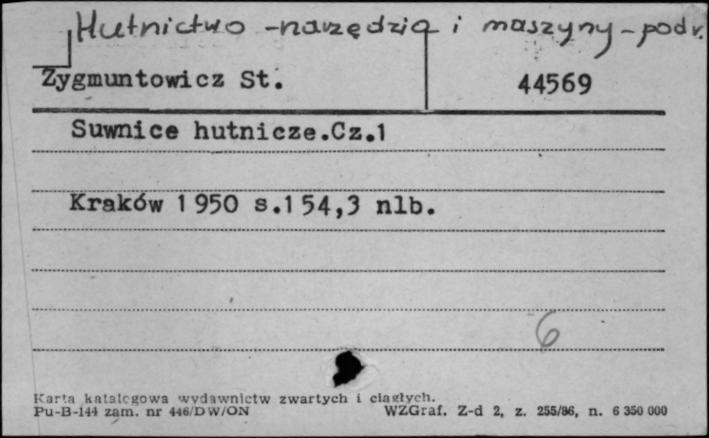 Hutnictwo - narzędzia i maszyny - podr.
Zygmuntowicz St. 44569
Suwnice hutnicze.Cz.1
Kraków 1950 s.154,3 nlb.
6
Karta katalogowa wydawnictw zwartych i ciągłych.
Pu-B-144 zam. nr 446/DW/ON WZGraf. Z-d 2, z. 255/86, n. 6 350 000